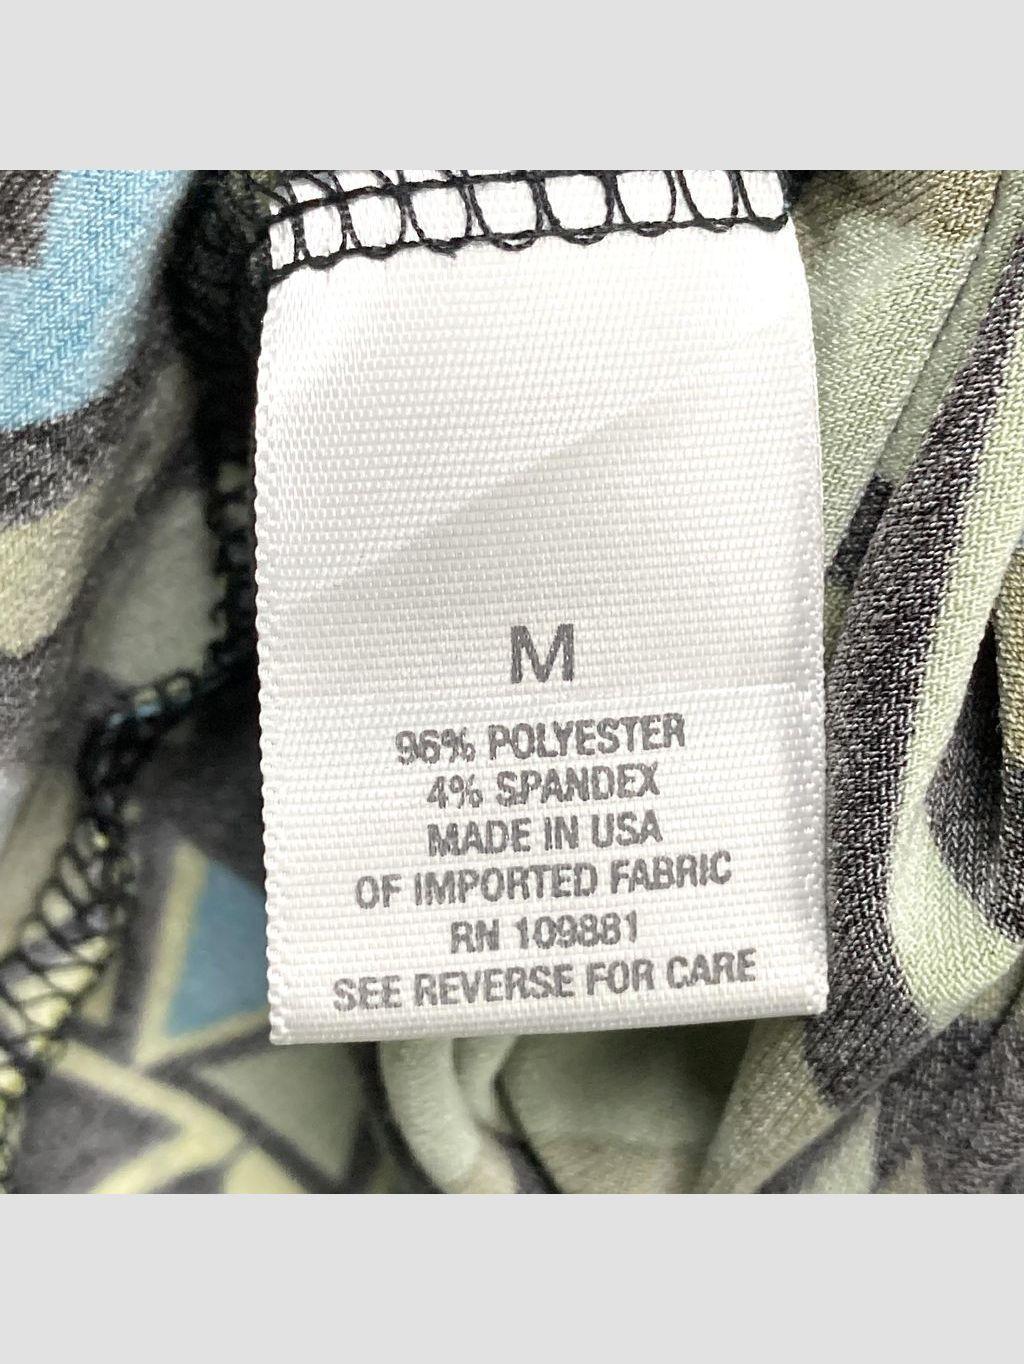 M
96% POLYESTER
4% SPANDEX
MADE IN USA
OF IMPORTED FABRIC
RN 109881
SEE REVERSE FOR CARE